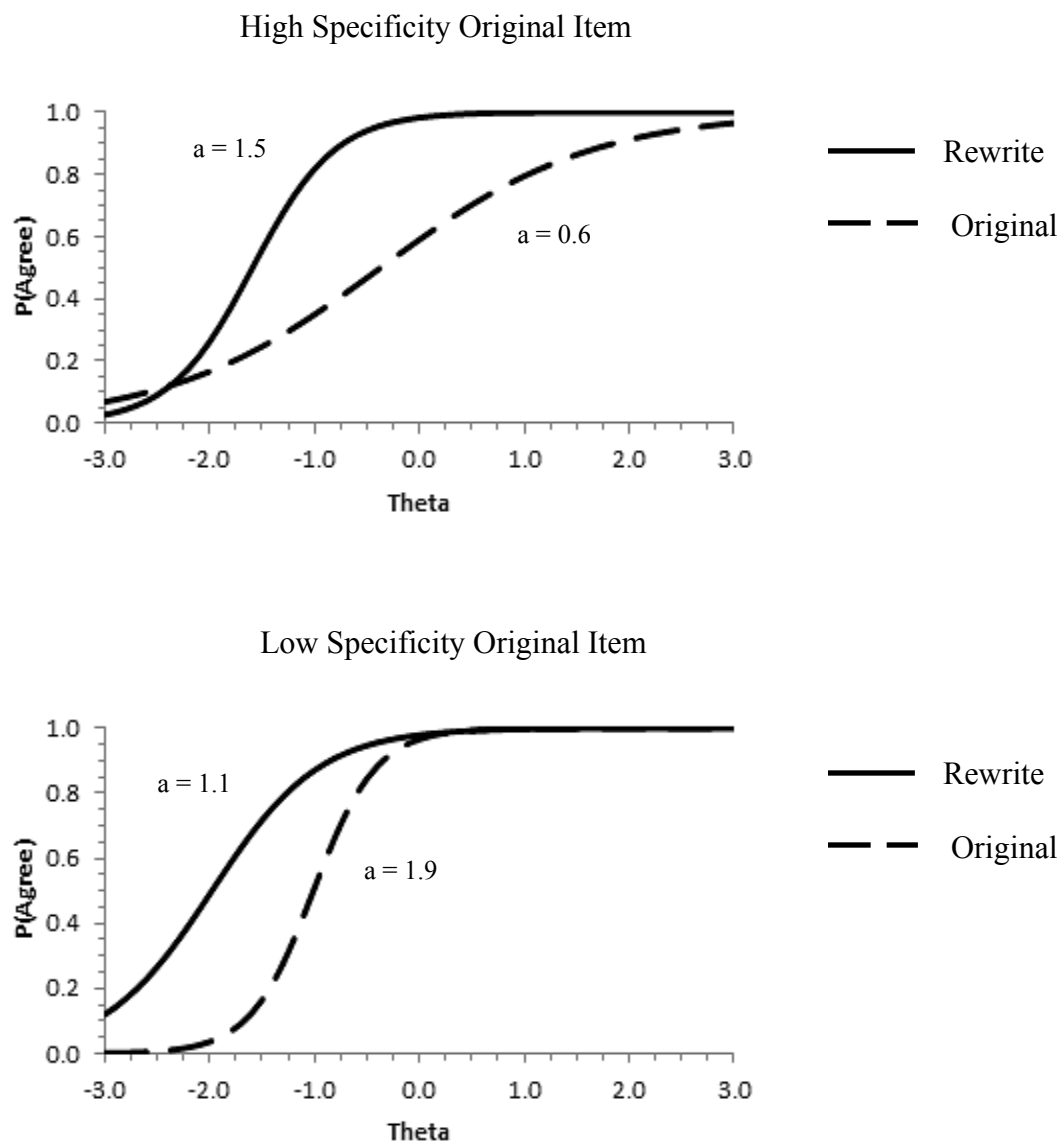 High Specificity Original Item
1.0
0.8
0.6
0.4
0.2
0.0
P(Agree)
a = 1.5
a = 0.6
-3.0 -2.0 -1.0 0.0 1.0 2.0 3.0
Theta
Rewrite
Original
Low Specificity Original Item
1.0
0.8
0.6
0.4
0.2
0.0
P(Agree)
a = 1.1
a = 1.9
-3.0 -2.0 -1.0 0.0 1.0 2.0 3.0
Theta
Rewrite
Original